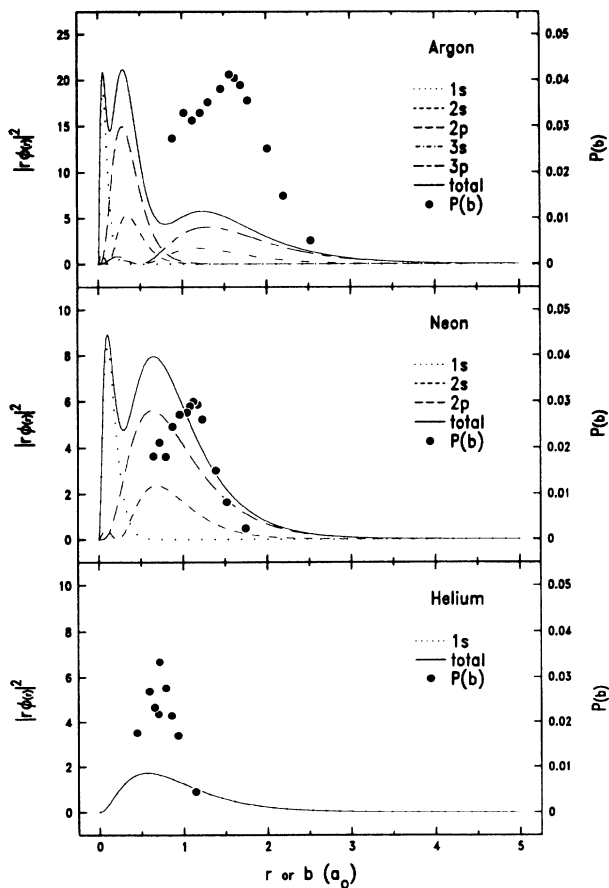 Argon
1s
2s
2p
3s
3p
total
P(b)
|rϕ(r)|²
25
20
15
10
5
0
0.05
0.04
0.03
0.02
0.01
0
P(b)
Neon
1s
2s
2p
total
P(b)
|rϕ(r)|²
10
8
6
4
2
0
0.05
0.04
0.03
0.02
0.01
0
P(b)
Helium
1s
total
P(b)
|rϕ(r)|²
10
8
6
4
2
0
0.05
0.04
0.03
0.02
0.01
0
P(b)
0 1 2 3 4 5
r or b (a₀)